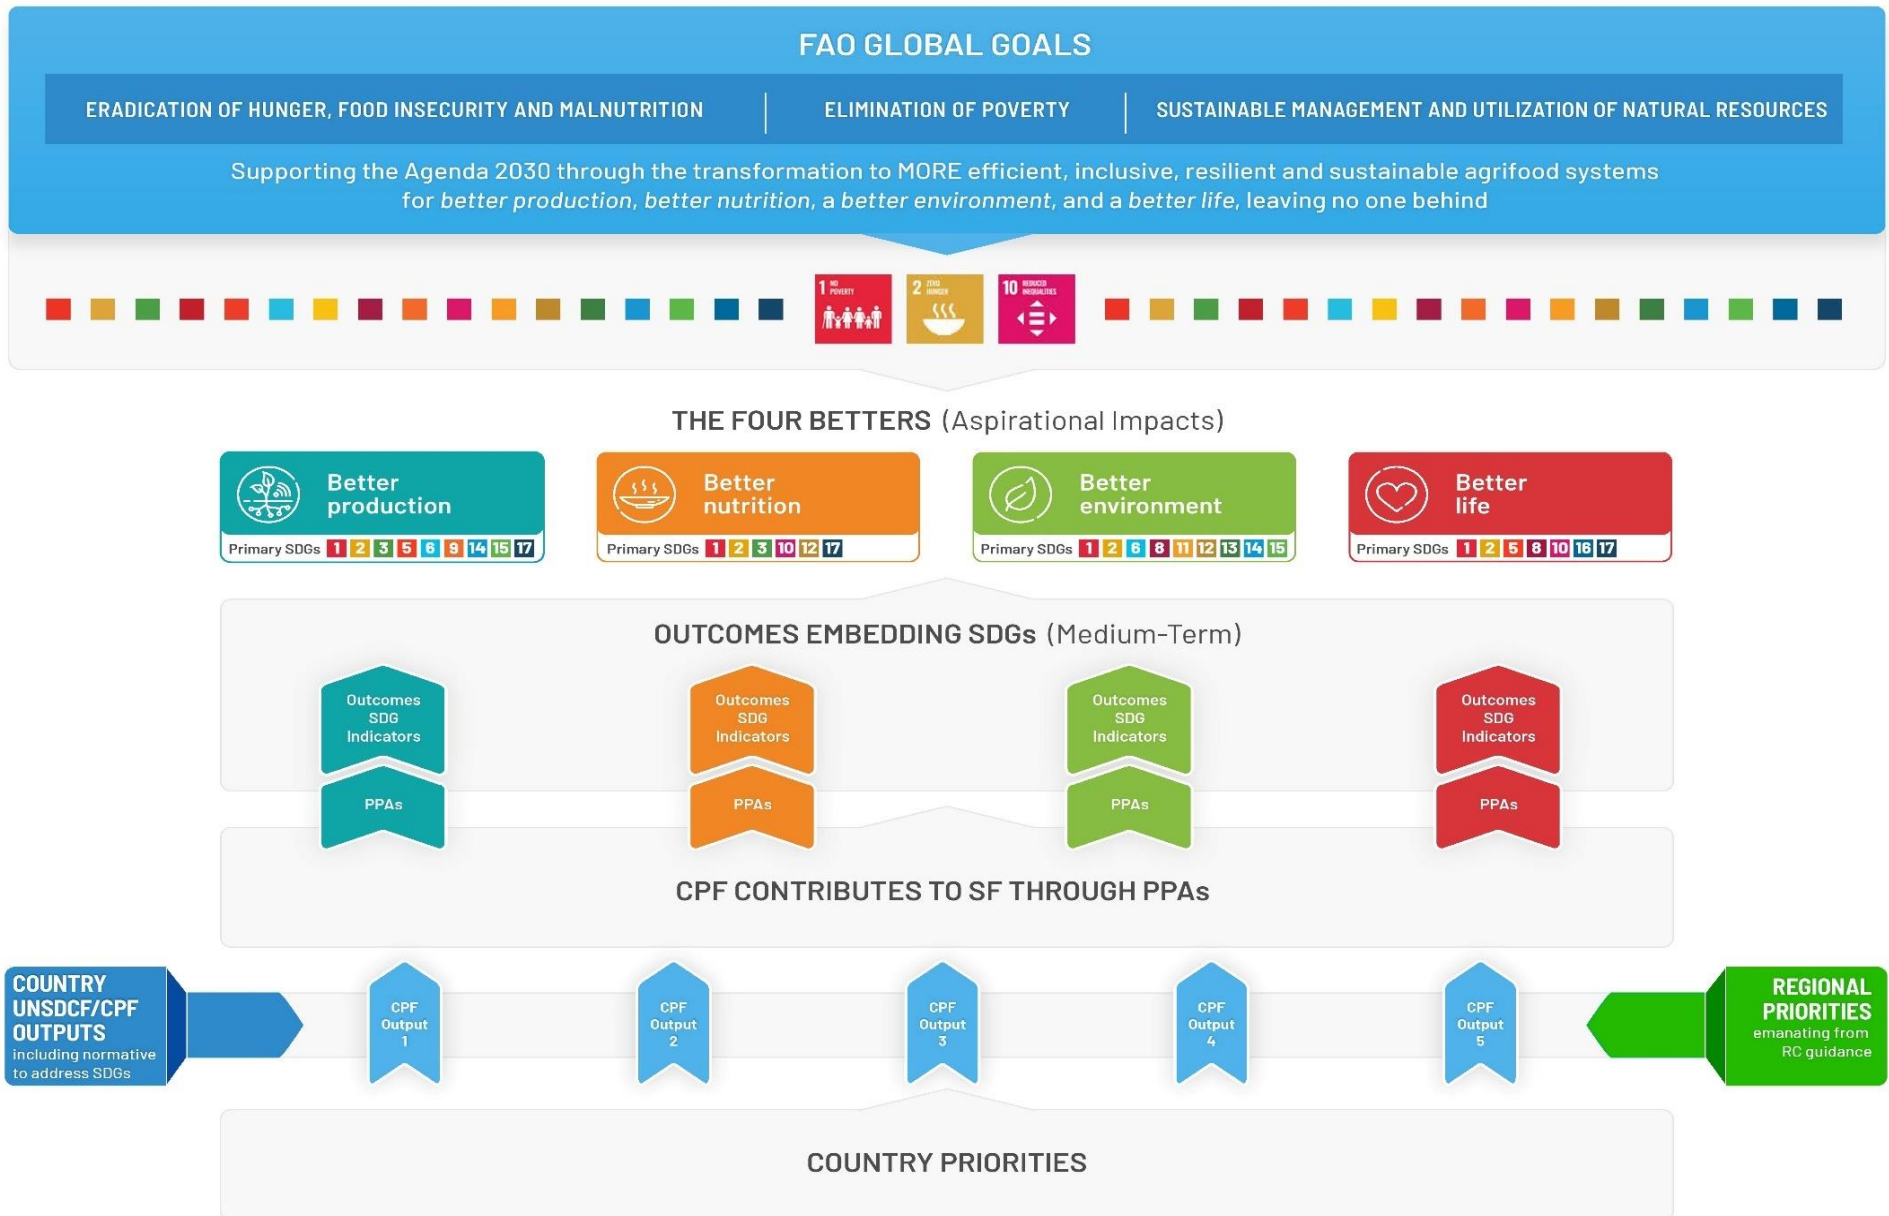 FAO GLOBAL GOALS
ERADICATION OF HUNGER, FOOD INSECURITY AND MALNUTRITION
ELIMINATION OF POVERTY
SUSTAINABLE MANAGEMENT AND UTILIZATION OF NATURAL RESOURCES
Supporting the Agenda 2030 through the transformation to MORE efficient, inclusive, resilient and sustainable agrifood systems
for better production, better nutrition, a better environment, and a better life, leaving no one behind
1 NO
POVERTY
2 ZERO
HUNGER
10 REDUCED
INEQUALITIES
THE FOUR BETTERS (Aspirational Impacts)
Better
production
Primary SDGs 1 2 3 5 6 9 14 15 17
Better
nutrition
Primary SDGs 1 2 3 10 12 17
Better
environment
Primary SDGs 1 2 6 8 11 12 13 14 15
Better
life
Primary SDGs 1 2 5 8 10 16 17
OUTCOMES EMBEDDING SDGs (Medium-Term)
Outcomes
SDG
Indicators
Outcomes
SDG
Indicators
Outcomes
SDG
Indicators
Outcomes
SDG
Indicators
PPAs
PPAs
PPAs
PPAs
CPF CONTRIBUTES TO SF THROUGH PPAs
COUNTRY
UNSDCF/CPF
OUTPUTS
including normative
to address SDGs
CPF
Output
1
CPF
Output
2
CPF
Output
3
CPF
Output
4
CPF
Output
5
REGIONAL
PRIORITIES
emanating from
RC guidance
COUNTRY PRIORITIES